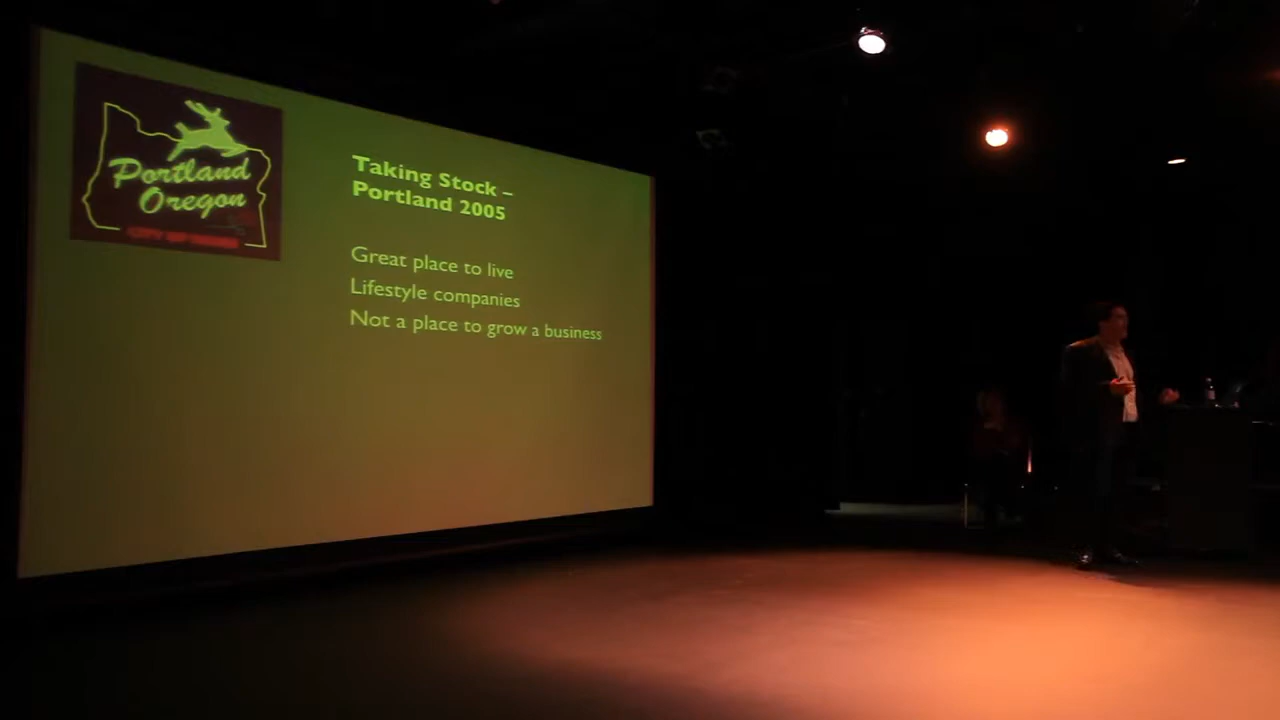 Portland
Oregon
Taking Stock –
Portland 2005
Great place to live
Lifestyle companies
Not a place to grow a business